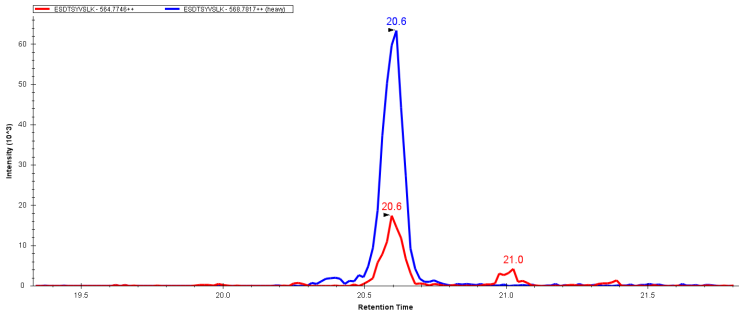 ESDTSYVSLK - 564.7746++ ESDTSYVSLK - 568.7817++ (heavy)
20.6
60
50
40
30
20.6
20
10
21.0
0
19.5 20.0 20.5 21.0 21.5
Retention Time
Intensity (10^3)